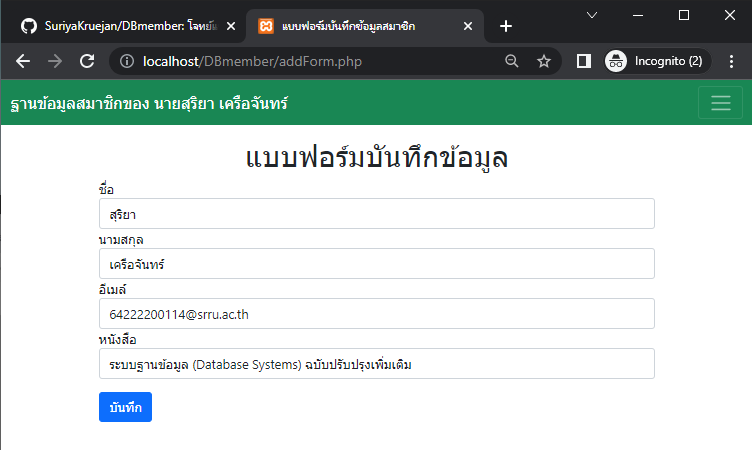 SuriyaKruejan/DBmember: โจทย์แ
แบบฟอร์มบันทึกข้อมูลสมาชิก
localhost/DBmember/addForm.php
Incognito (2)
ฐานข้อมูลสมาชิกของ นายสุริยา เครือจันทร์
แบบฟอร์มบันทึกข้อมูล
ชื่อ
สุริยา
นามสกุล
เครือจันทร์
อีเมล์
64222200114@srru.ac.th
หนังสือ
ระบบฐานข้อมูล (Database Systems) ฉบับปรับปรุงเพิ่มเติม
บันทึก